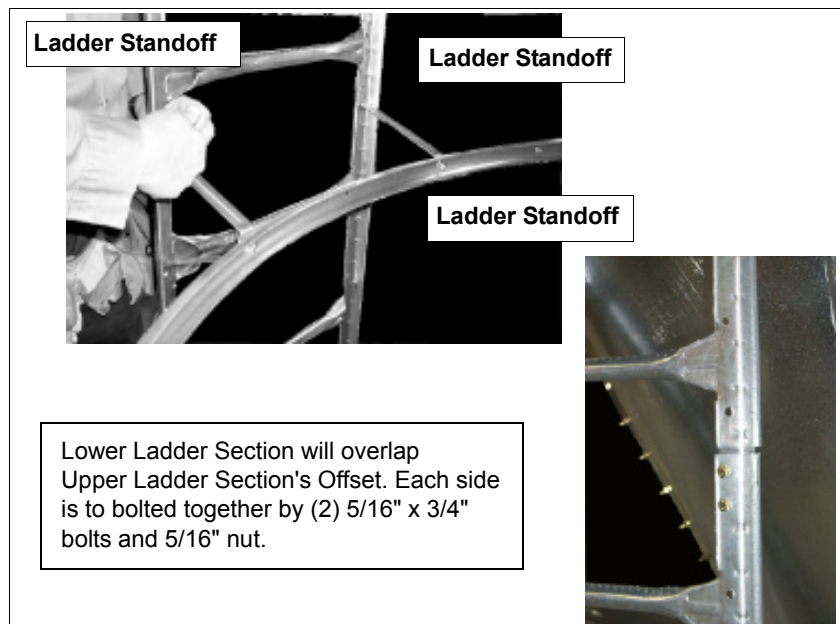 Ladder Standoff
Ladder Standoff
Ladder Standoff
Lower Ladder Section will overlap
Upper Ladder Section's Offset. Each side
is to bolted together by (2) 5/16" x 3/4"
bolts and 5/16" nut.